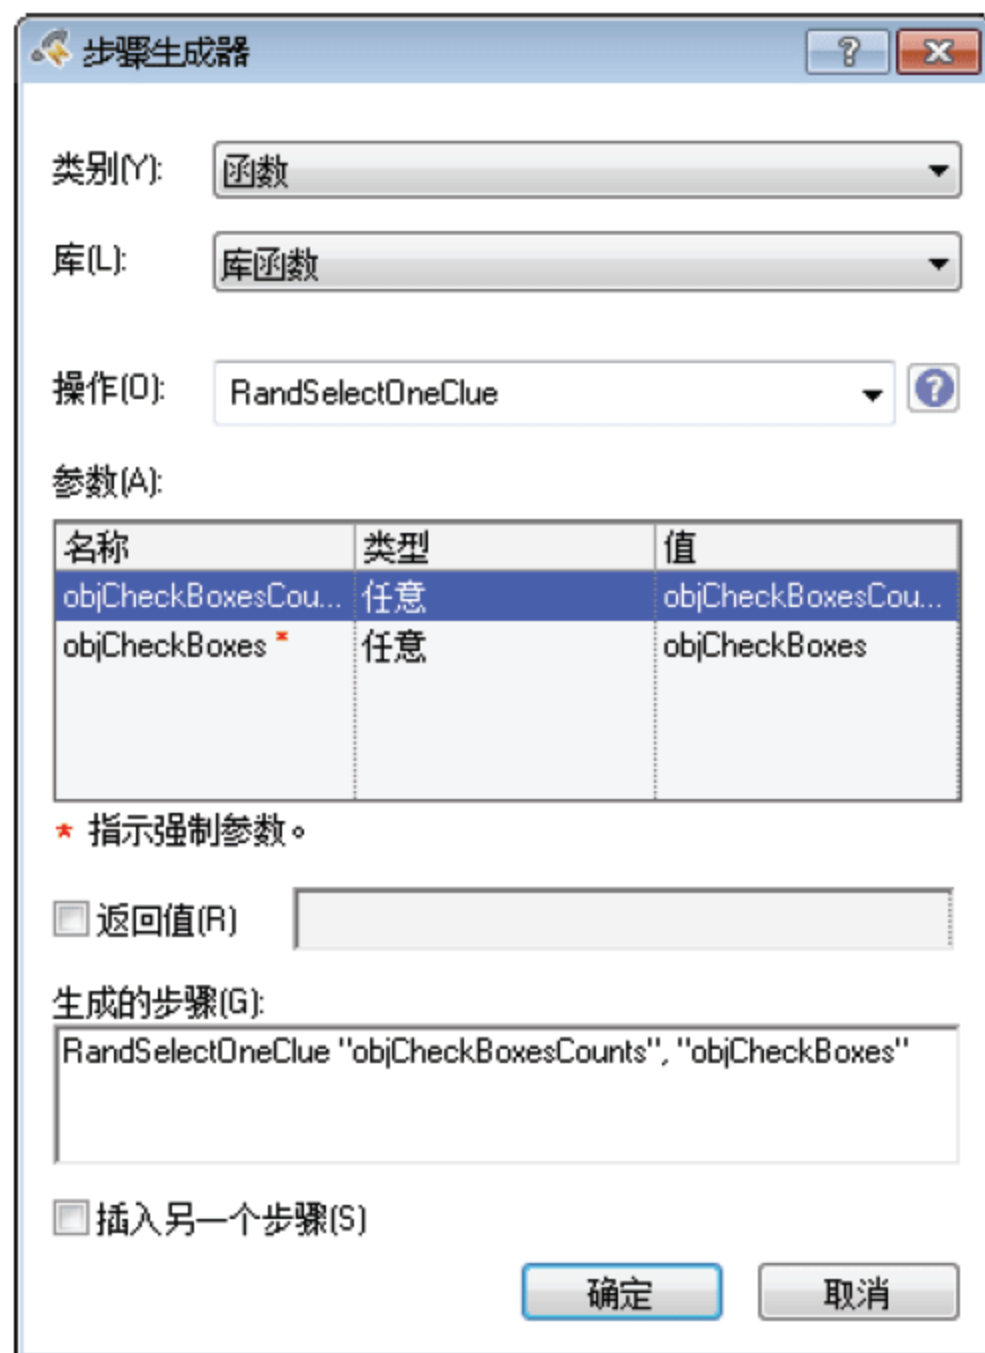 步骤生成器
类别(Y): 函数
库(L): 库函数
操作(O): RandSelectOneClue
参数(A):
名称 类型 值
objCheckBoxesCou... 任意 objCheckBoxesCou...
objCheckBoxes * 任意 objCheckBoxes
* 指示强制参数。
返回值(R)
生成的步骤(G):
RandSelectOneClue "objCheckBoxesCounts", "objCheckBoxes"
插入另一个步骤(S)
确定 取消